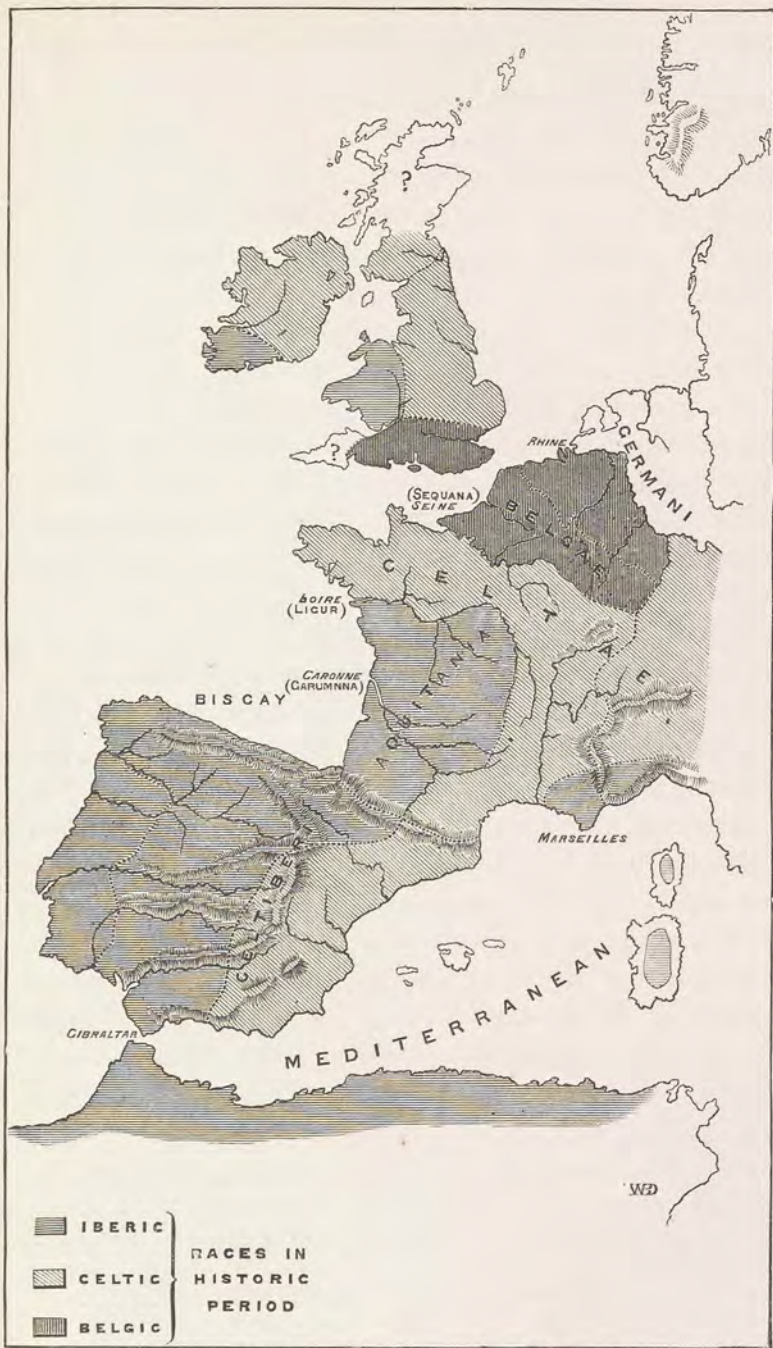 ?
?
RHINE
GERMANI
(SEQUANA)
SEINE
BELGAE
CELTAE
LOIRE
(LIGUR)
AQUITANIA
GARONNE
(GARUMNNA)
BISCAY
MARSEILLES
CELTIBERI
MEDITERRANEAN
GIBRALTAR
WBD
IBERIC
CELTIC
BELGIC
RACES IN
HISTORIC
PERIOD